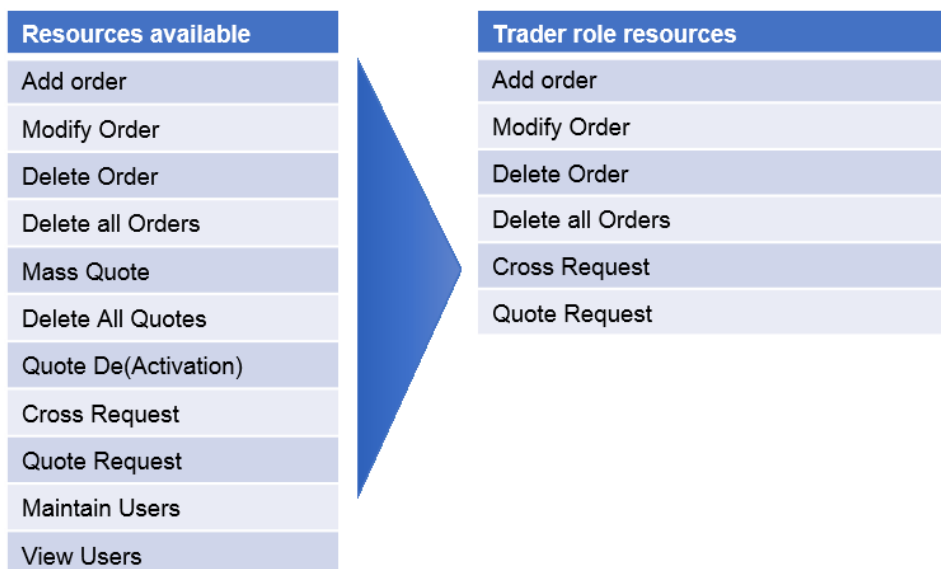 Resources available
Add order
Modify Order
Delete Order
Delete all Orders
Mass Quote
Delete All Quotes
Quote De(Activation)
Cross Request
Quote Request
Maintain Users
View Users
Trader role resources
Add order
Modify Order
Delete Order
Delete all Orders
Cross Request
Quote Request